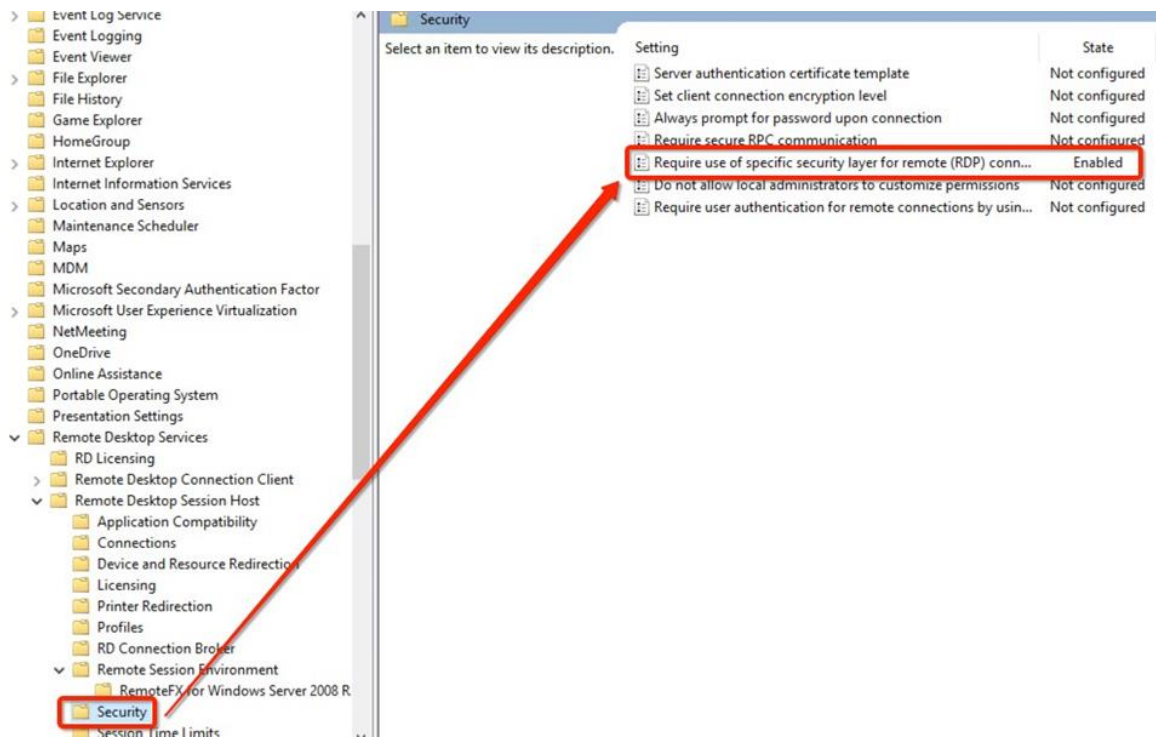 Event Log Service
Event Logging
Event Viewer
File Explorer
File History
Game Explorer
HomeGroup
Internet Explorer
Internet Information Services
Location and Sensors
Maintenance Scheduler
Maps
MDM
Microsoft Secondary Authentication Factor
Microsoft User Experience Virtualization
NetMeeting
OneDrive
Online Assistance
Portable Operating System
Presentation Settings
Remote Desktop Services
RD Licensing
Remote Desktop Connection Client
Remote Desktop Session Host
Application Compatibility
Connections
Device and Resource Redirection
Licensing
Printer Redirection
Profiles
RD Connection Broker
Remote Session Environment
RemoteFX for Windows Server 2008 R
Security
Session Time Limits
Security
Select an item to view its description.
Setting State
Server authentication certificate template Not configured
Set client connection encryption level Not configured
Always prompt for password upon connection Not configured
Require secure RPC communication Not configured
Require use of specific security layer for remote (RDP) conn... Enabled
Do not allow local administrators to customize permissions Not configured
Require user authentication for remote connections by usin... Not configured